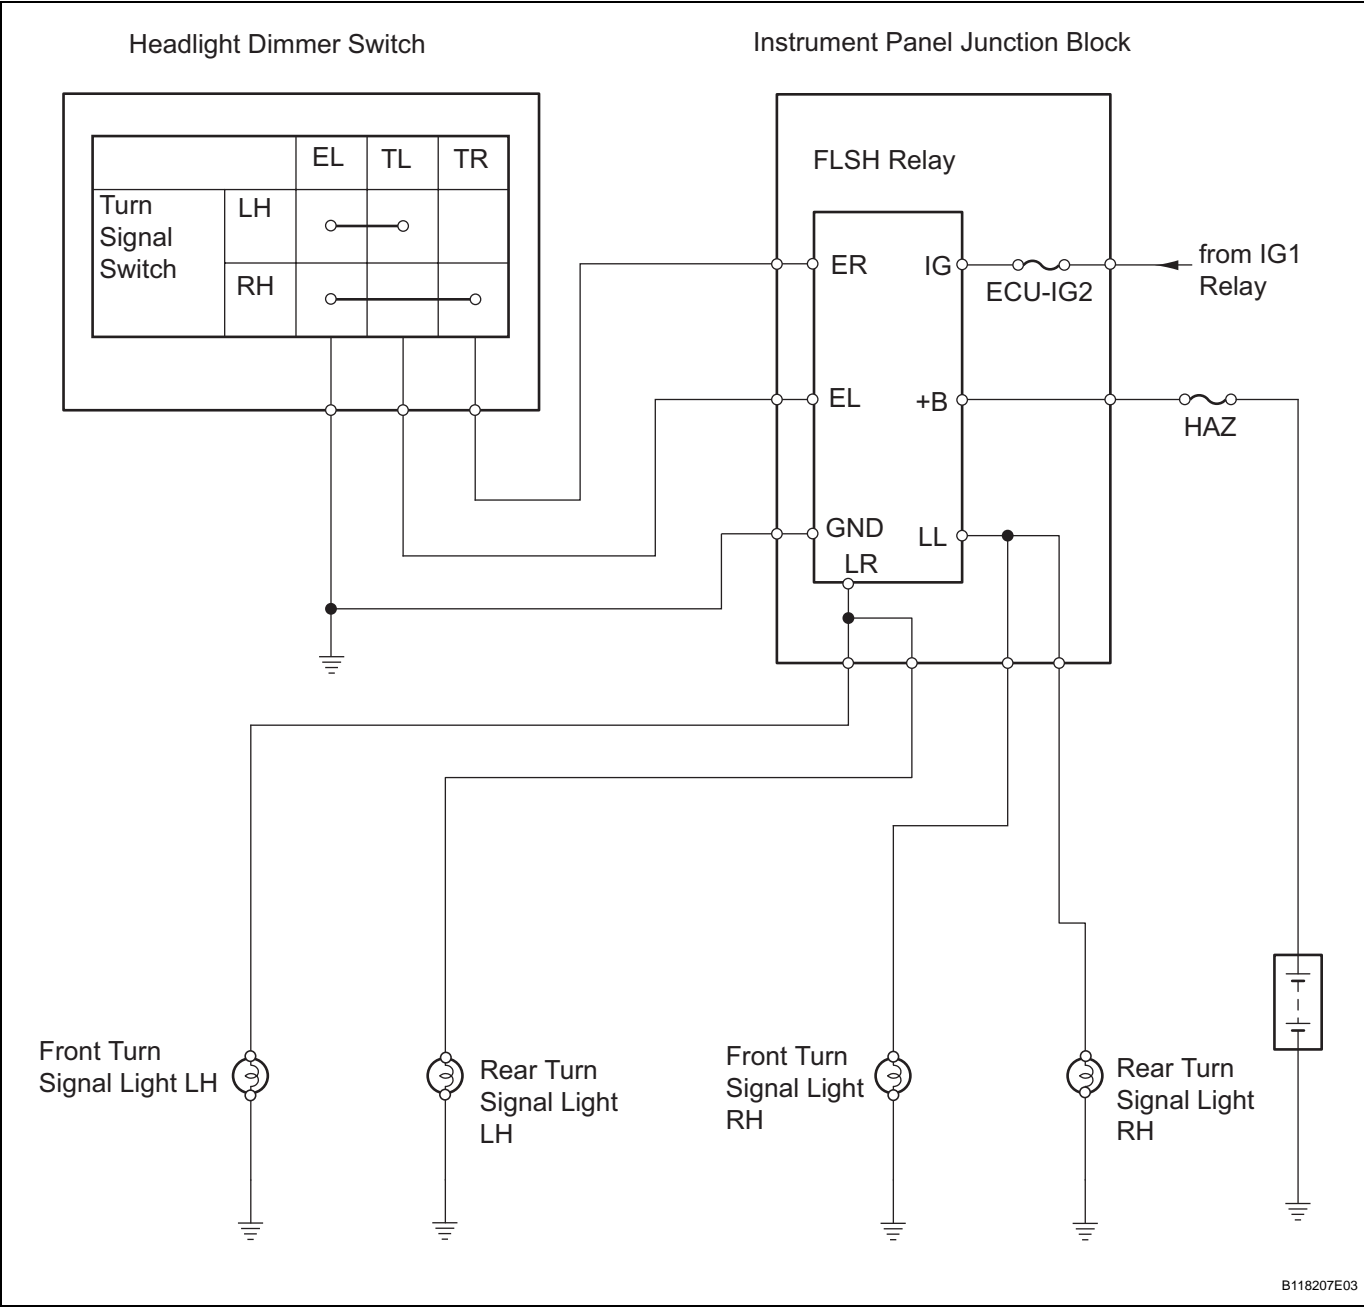 Headlight Dimmer Switch
Instrument Panel Junction Block
EL TL TR
Turn
Signal
Switch
LH
RH
FLSH Relay
ER
IG
ECU-IG2
from IG1
Relay
EL
+B
HAZ
GND
LL
LR
Front Turn
Signal Light LH
Rear Turn
Signal Light
LH
Front Turn
Signal Light
RH
Rear Turn
Signal Light
RH
B118207E03